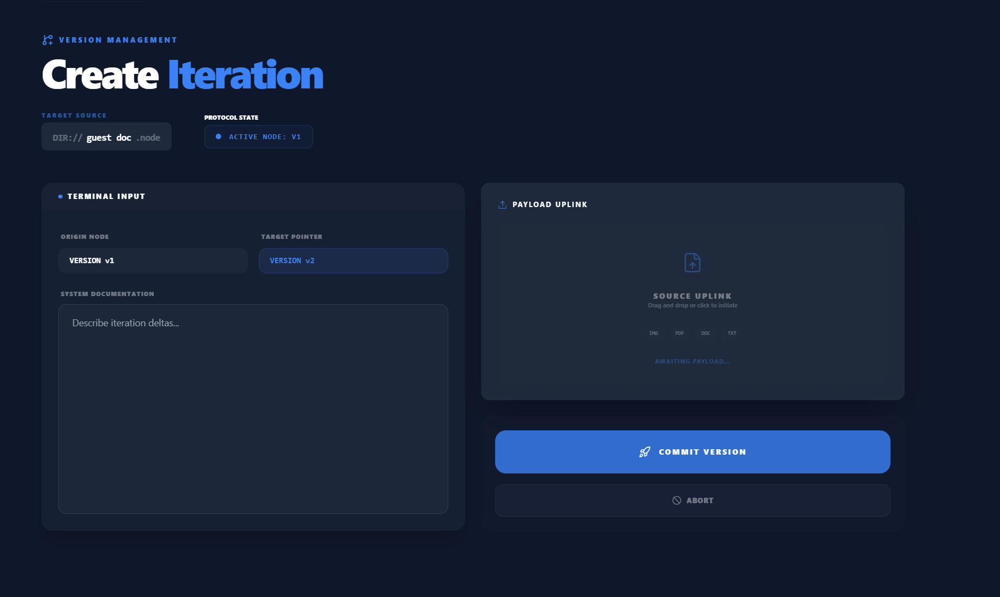 VERSION MANAGEMENT
Create Iteration
TARGET SOURCE
DIR:// guest doc .node
PROTOCOL STATE
ACTIVE NODE: V1
TERMINAL INPUT
ORIGIN NODE
VERSION v1
TARGET POINTER
VERSION v2
SYSTEM DOCUMENTATION
Describe iteration deltas...
PAYLOAD UPLINK
SOURCE UPLINK
Drag and drop or click to initiate
IMG PDF DOC TXT
AWAITING PAYLOAD...
COMMIT VERSION
ABORT